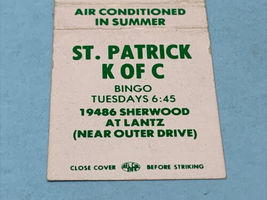 AIR CONDITIONED
IN SUMMER
ST. PATRICK
K OF C
BINGO
TUESDAYS 6:45
19486 SHERWOOD
AT LANTZ
(NEAR OUTER DRIVE)
CLOSE COVER BEFORE STRIKING